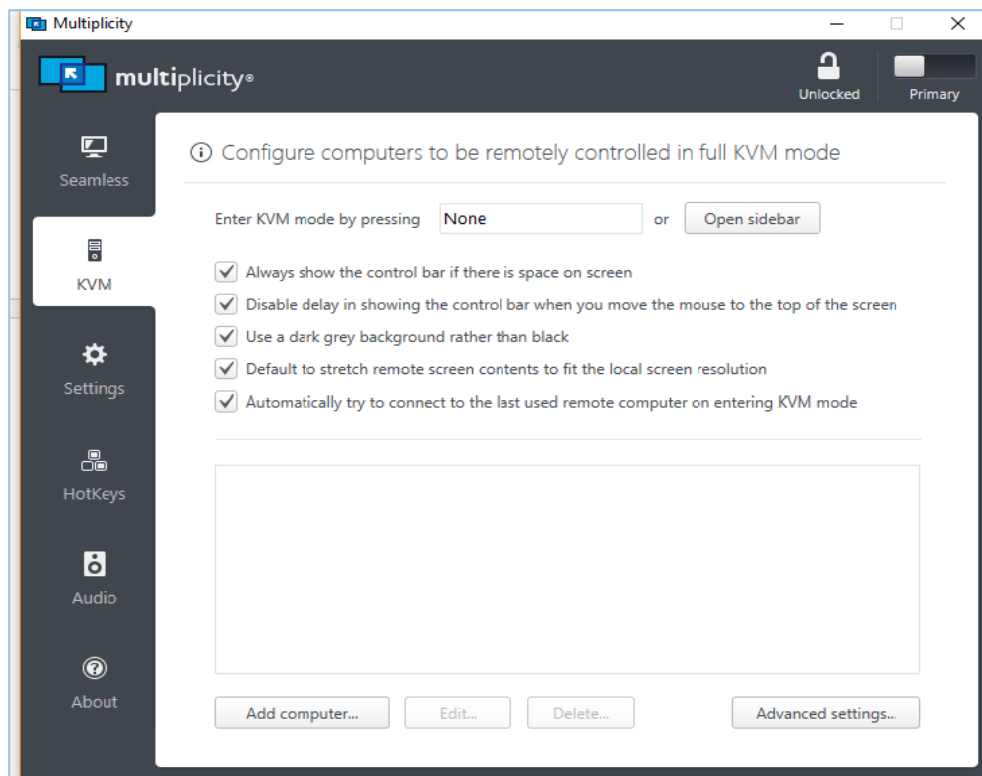 Multiplicity
multiplicity®
Unlocked
Primary
Seamless
KVM
Settings
HotKeys
Audio
About
Configure computers to be remotely controlled in full KVM mode
Enter KVM mode by pressing None or Open sidebar
Always show the control bar if there is space on screen
Disable delay in showing the control bar when you move the mouse to the top of the screen
Use a dark grey background rather than black
Default to stretch remote screen contents to fit the local screen resolution
Automatically try to connect to the last used remote computer on entering KVM mode
Add computer... Edit... Delete... Advanced settings...